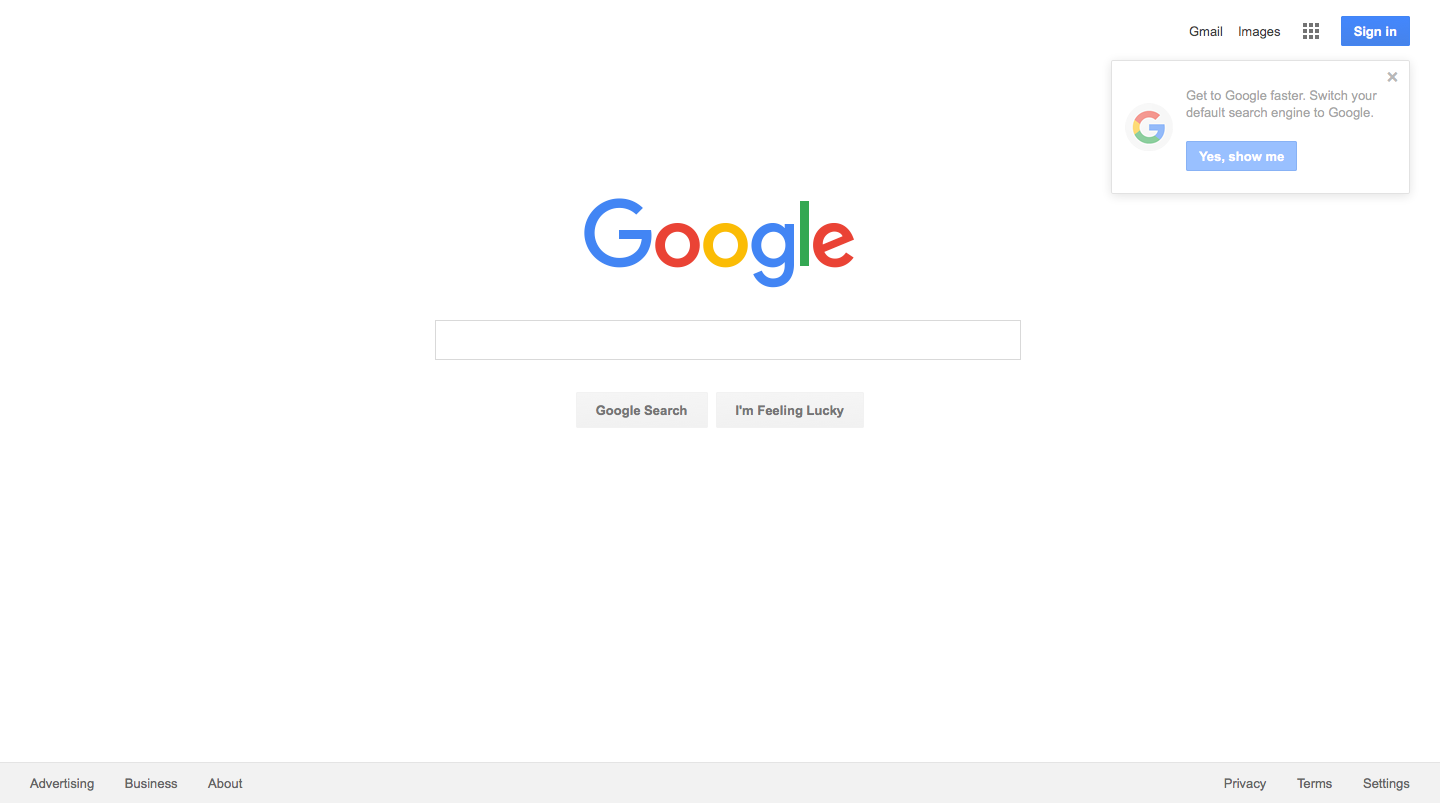 Gmail Images Sign in
Get to Google faster. Switch your
default search engine to Google.
Yes, show me
Google
Google Search I'm Feeling Lucky
Advertising Business About Privacy Terms Settings